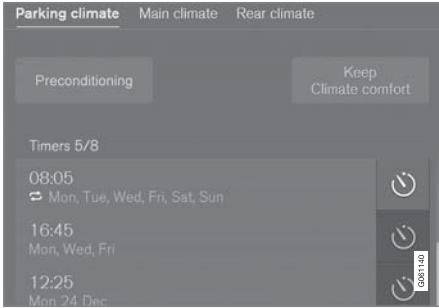 Parking climate Main climate Rear climate
Preconditioning
Keep
Climate comfort
Timers 5/8
08:05
Mon, Tue, Wed, Fri, Sat, Sun
16:45
Mon, Wed, Fri
12:25
Mon 24 Dec
G061140